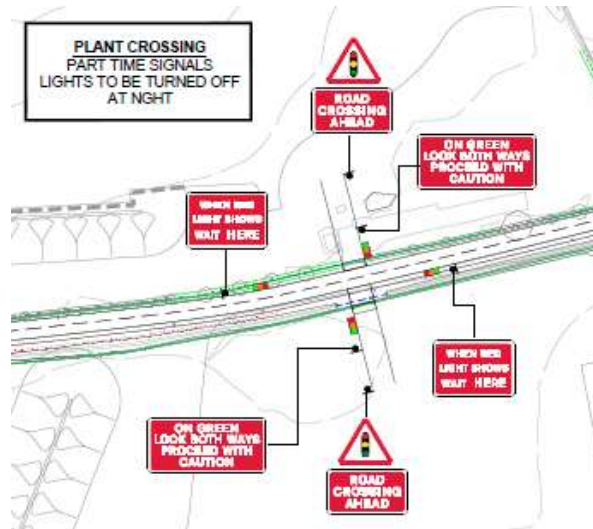 PLANT CROSSING
PART TIME SIGNALS
LIGHTS TO BE TURNED OFF
AT NGHT
ROAD
CROSSING
AHEAD
ON GREEN
LOOK BOTH WAYS
PROCEED WITH
CAUTION
WHEN RED
LIGHT SHOWS
WAIT HERE
WHEN RED
LIGHT SHOWS
WAIT HERE
ON GREEN
LOOK BOTH WAYS
PROCEED WITH
CAUTION
ROAD
CROSSING
AHEAD